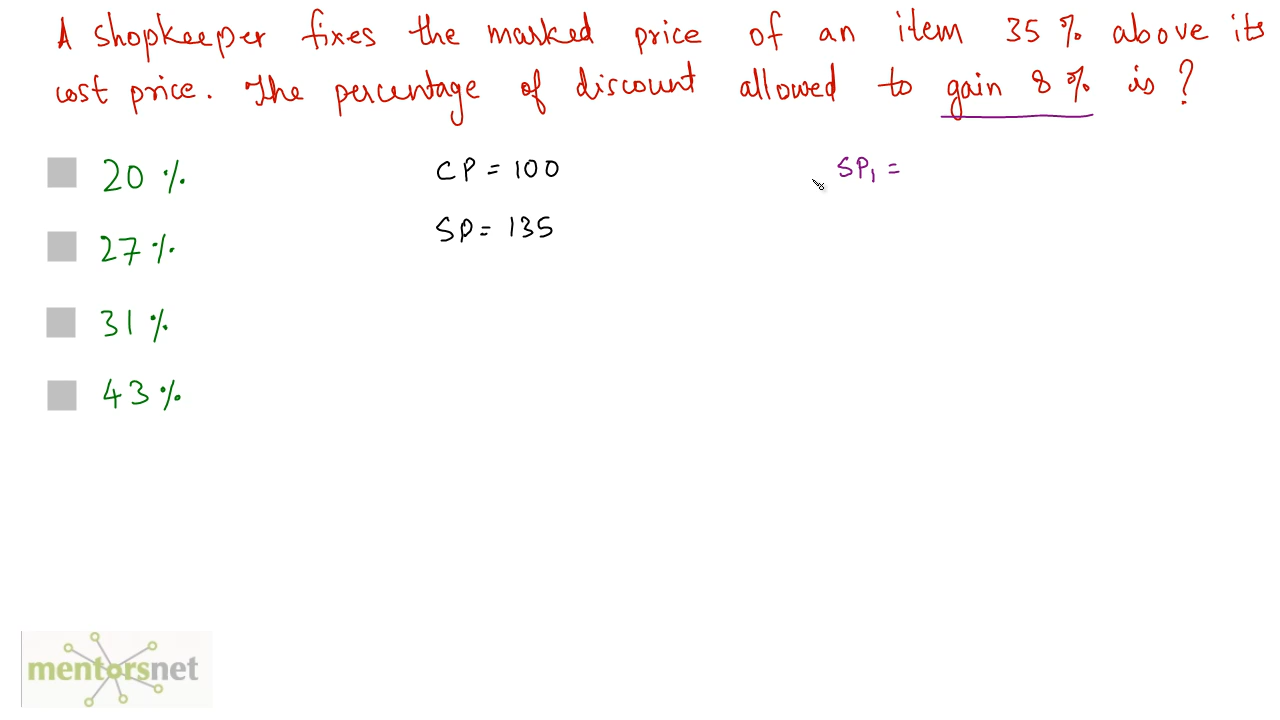 A shopkeeper fixes the marked price of an item 35% above its
cost price. The percentage of discount allowed to gain 8% is?
20%
CP = 100
SP₁ =
27%
SP = 135
31%
43%
mentorsnet